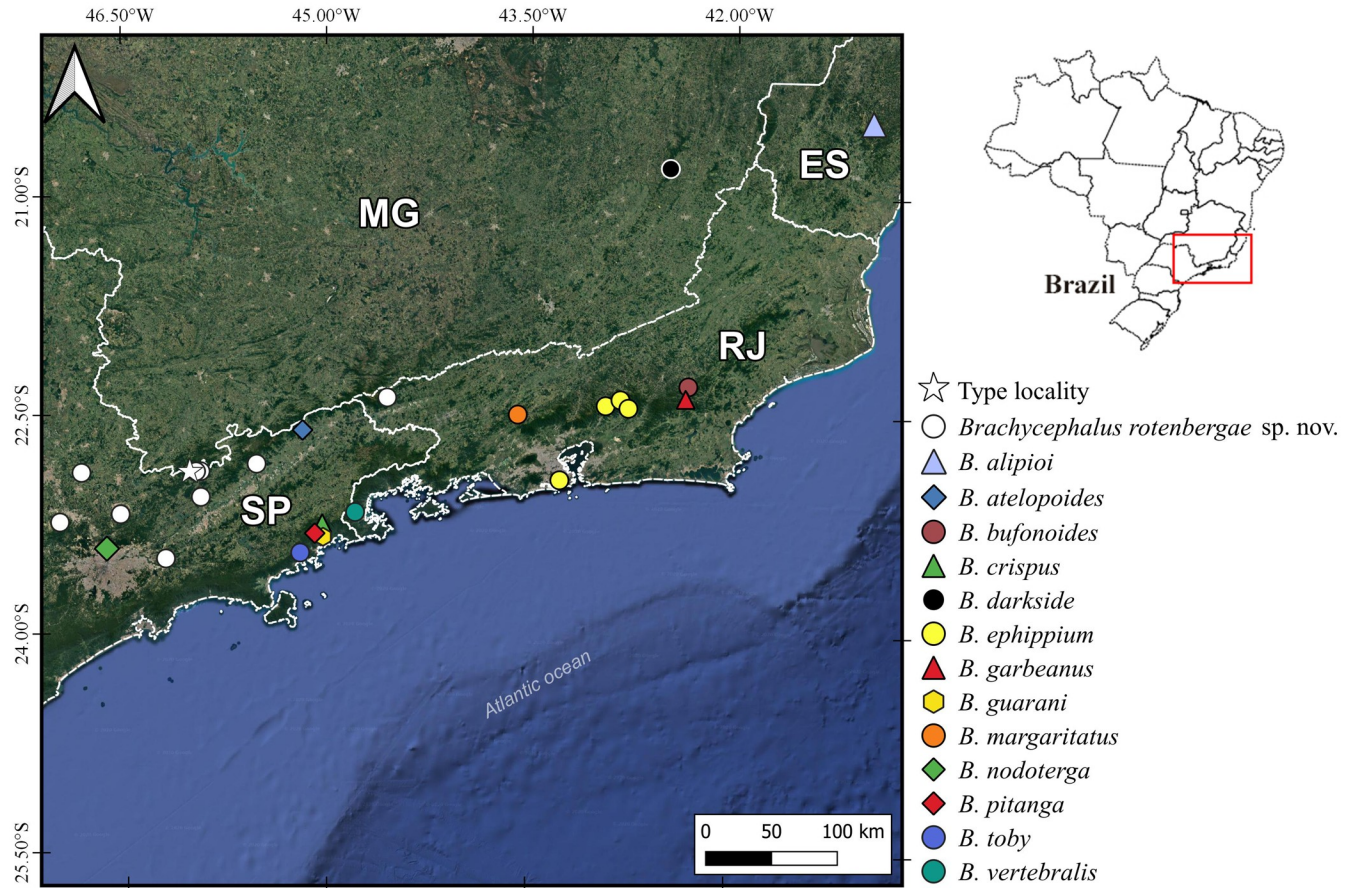 46.50°W 45.00°W 43.50°W 42.00°W
21.00°S
22.50°S
24.00°S
25.50°S
MG
ES
RJ
SP
Atlantic ocean
0 50 100 km
Brazil
Type locality
Brachycephalus rotenbergae sp. nov.
B. alipioi
B. atelopoides
B. bufonoides
B. crispus
B. darkside
B. ephippium
B. garbeanus
B. guarani
B. margaritatus
B. nodoterga
B. pitanga
B. toby
B. vertebralis